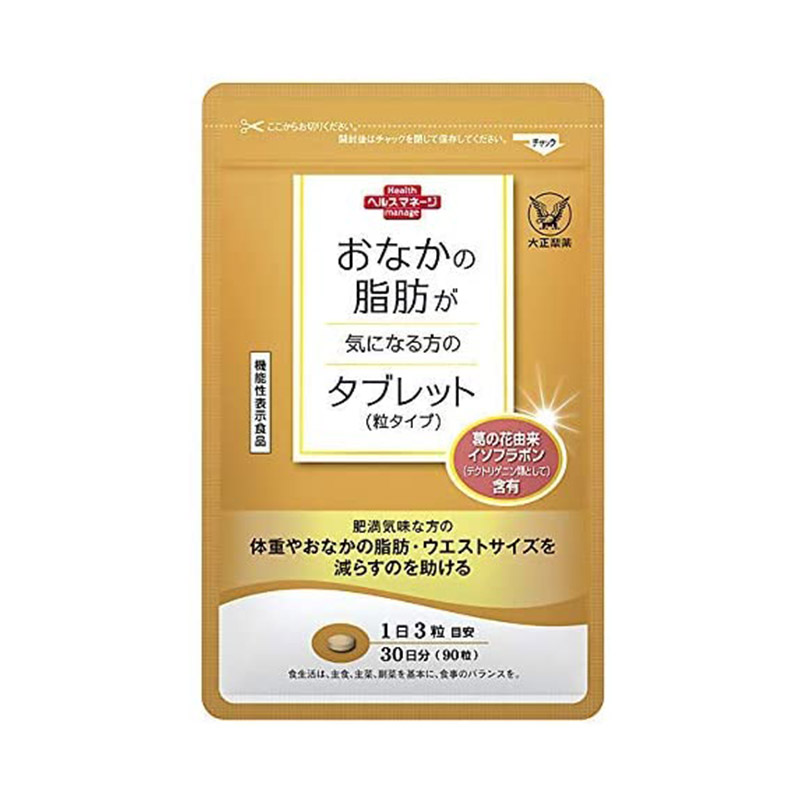 ここからお切りください。
開封後はチャックを閉じて保存してください。
チャック
Health
ヘルスマネージ
manage
大正製薬
おなかの
脂肪が
気になる方の
タブレット
(粒タイプ)
機能性表示食品
葛の花由来
イソフラボン
(テクトリゲニン類として)
含有
肥満気味な方の
体重やおなかの脂肪・ウエストサイズを
減らすのを助ける
1日3粒 目安
30日分(90粒)
食生活は、主食、主菜、副菜を基本に、食事のバランスを。